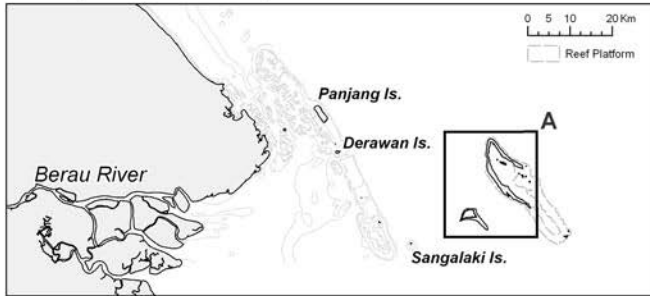 0 5 10 20 Km
Reef Platform
Panjang Is.
A
Derawan Is.
Berau River
Sangalaki Is.